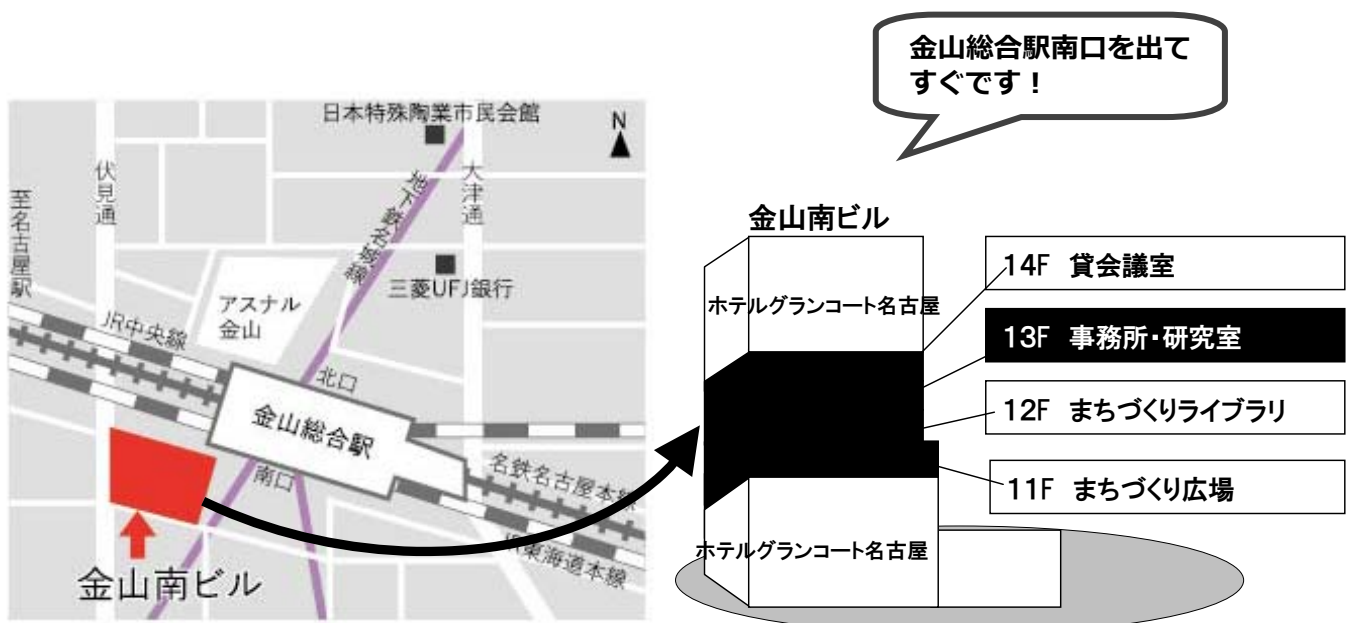 金山総合駅南口を出て
すぐです！
日本特殊陶業市民会館
N
伏見通
大津通
至名古屋駅
地下鉄名城線
三菱UFJ銀行
アスナル
金山
JR中央線
北口
金山総合駅
南口
名鉄名古屋本線
JR東海道本線
金山南ビル
金山南ビル
ホテルグランコート名古屋
14F 貸会議室
13F 事務所・研究室
12F まちづくりライブラリ
11F まちづくり広場
ホテルグランコート名古屋